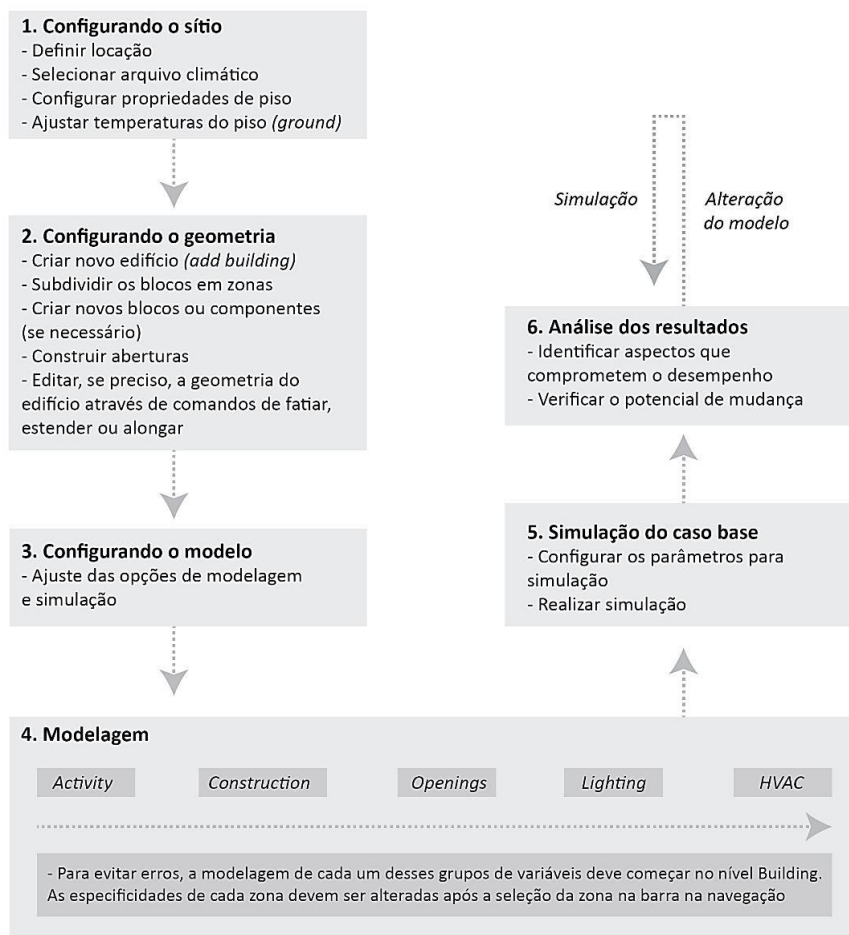 1. Configurando o sítio
- Definir locação
- Selecionar arquivo climático
- Configurar propriedades de piso
- Ajustar temperaturas do piso (ground)
2. Configurando o geometria
- Criar novo edifício (add building)
- Subdividir os blocos em zonas
- Criar novos blocos ou componentes
(se necessário)
- Construir aberturas
- Editar, se preciso, a geometria do
edifício através de comandos de fatiar,
estender ou alongar
3. Configurando o modelo
- Ajuste das opções de modelagem
e simulação
4. Modelagem
Activity
Construction
Openings
Lighting
HVAC
- Para evitar erros, a modelagem de cada um desses grupos de variáveis deve começar no nível Building.
As especificidades de cada zona devem ser alteradas após a seleção da zona na barra na navegação
5. Simulação do caso base
- Configurar os parâmetros para
simulação
- Realizar simulação
6. Análise dos resultados
- Identificar aspectos que
comprometem o desempenho
- Verificar o potencial de mudança
Simulação
Alteração
do modelo